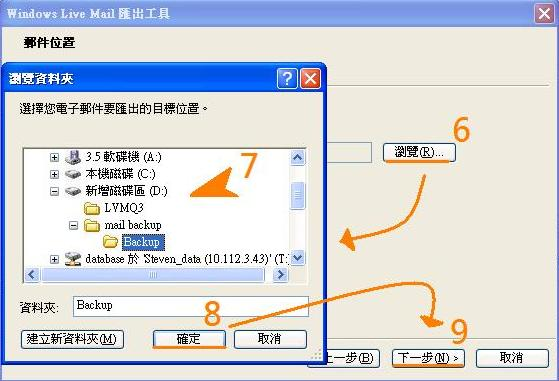 Windows Live Mail 匯出工具
郵件位置
瀏覽資料夾
選擇您電子郵件要匯出的目標位置。
6
瀏覽(R)...
7
3.5 軟碟機 (A:)
本機磁碟 (C:)
新增磁碟區 (D:)
LVMQ3
mail backup
Backup
database 於 'Steven_data (10.112.3.43)' (T:
資料夾:
Backup
8
建立新資料夾(M)
確定
取消
9
上一步(B)
下一步(N) >
取消